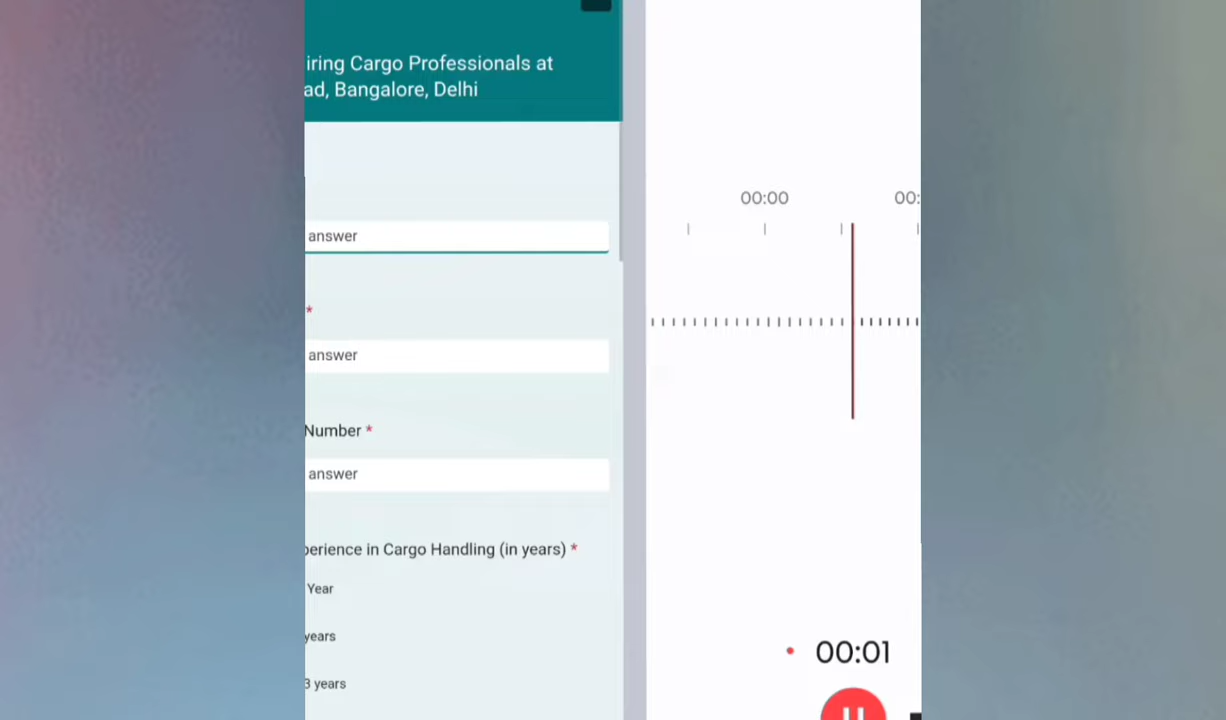 iring Cargo Professionals at
ad, Bangalore, Delhi
answer
*
answer
Number *
answer
perience in Cargo Handling (in years) *
Year
years
3 years
00:00
00:
00:01